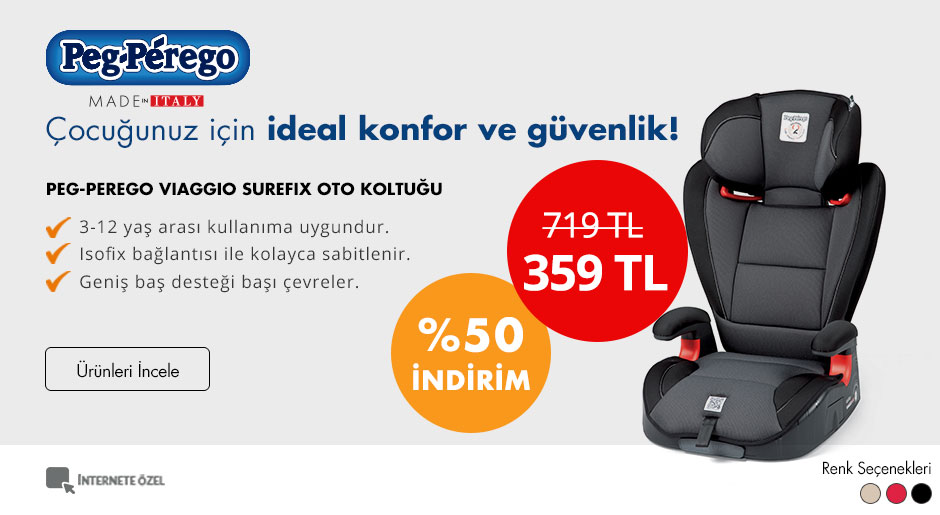 Peg-Pérego
MADE IN ITALY
Çocuğunuz için ideal konfor ve güvenlik!
PEG-PEREGO VIAGGIO SUREFIX OTO KOLTUĞU
3-12 yaş arası kullanıma uygundur.
Isofix bağlantısı ile kolayca sabitlenir.
Geniş baş desteği başı çevreler.
719 TL
359 TL
%50
İNDİRİM
Ürünleri İncele
Peg-Pérego
İNTERNETE ÖZEL
Renk Seçenekleri